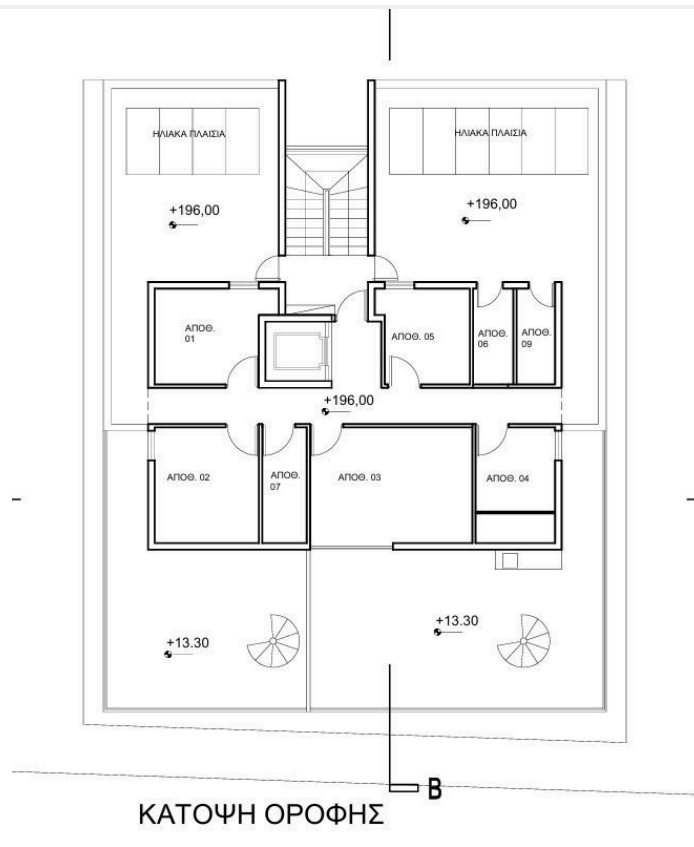 ΗΛΙΑΚΑ ΠΛΑΙΣΙΑ
ΗΛΙΑΚΑ ΠΛΑΙΣΙΑ
+196,00
+196,00
ΑΠΟΘ.
01
ΑΠΟΘ. 05
ΑΠΟΘ.
06
ΑΠΟΘ.
09
+196,00
ΑΠΟΘ. 02
ΑΠΟΘ.
07
ΑΠΟΘ. 03
ΑΠΟΘ. 04
+13.30
+13.30
B
ΚΑΤΟΨΗ ΟΡΟΦΗΣ